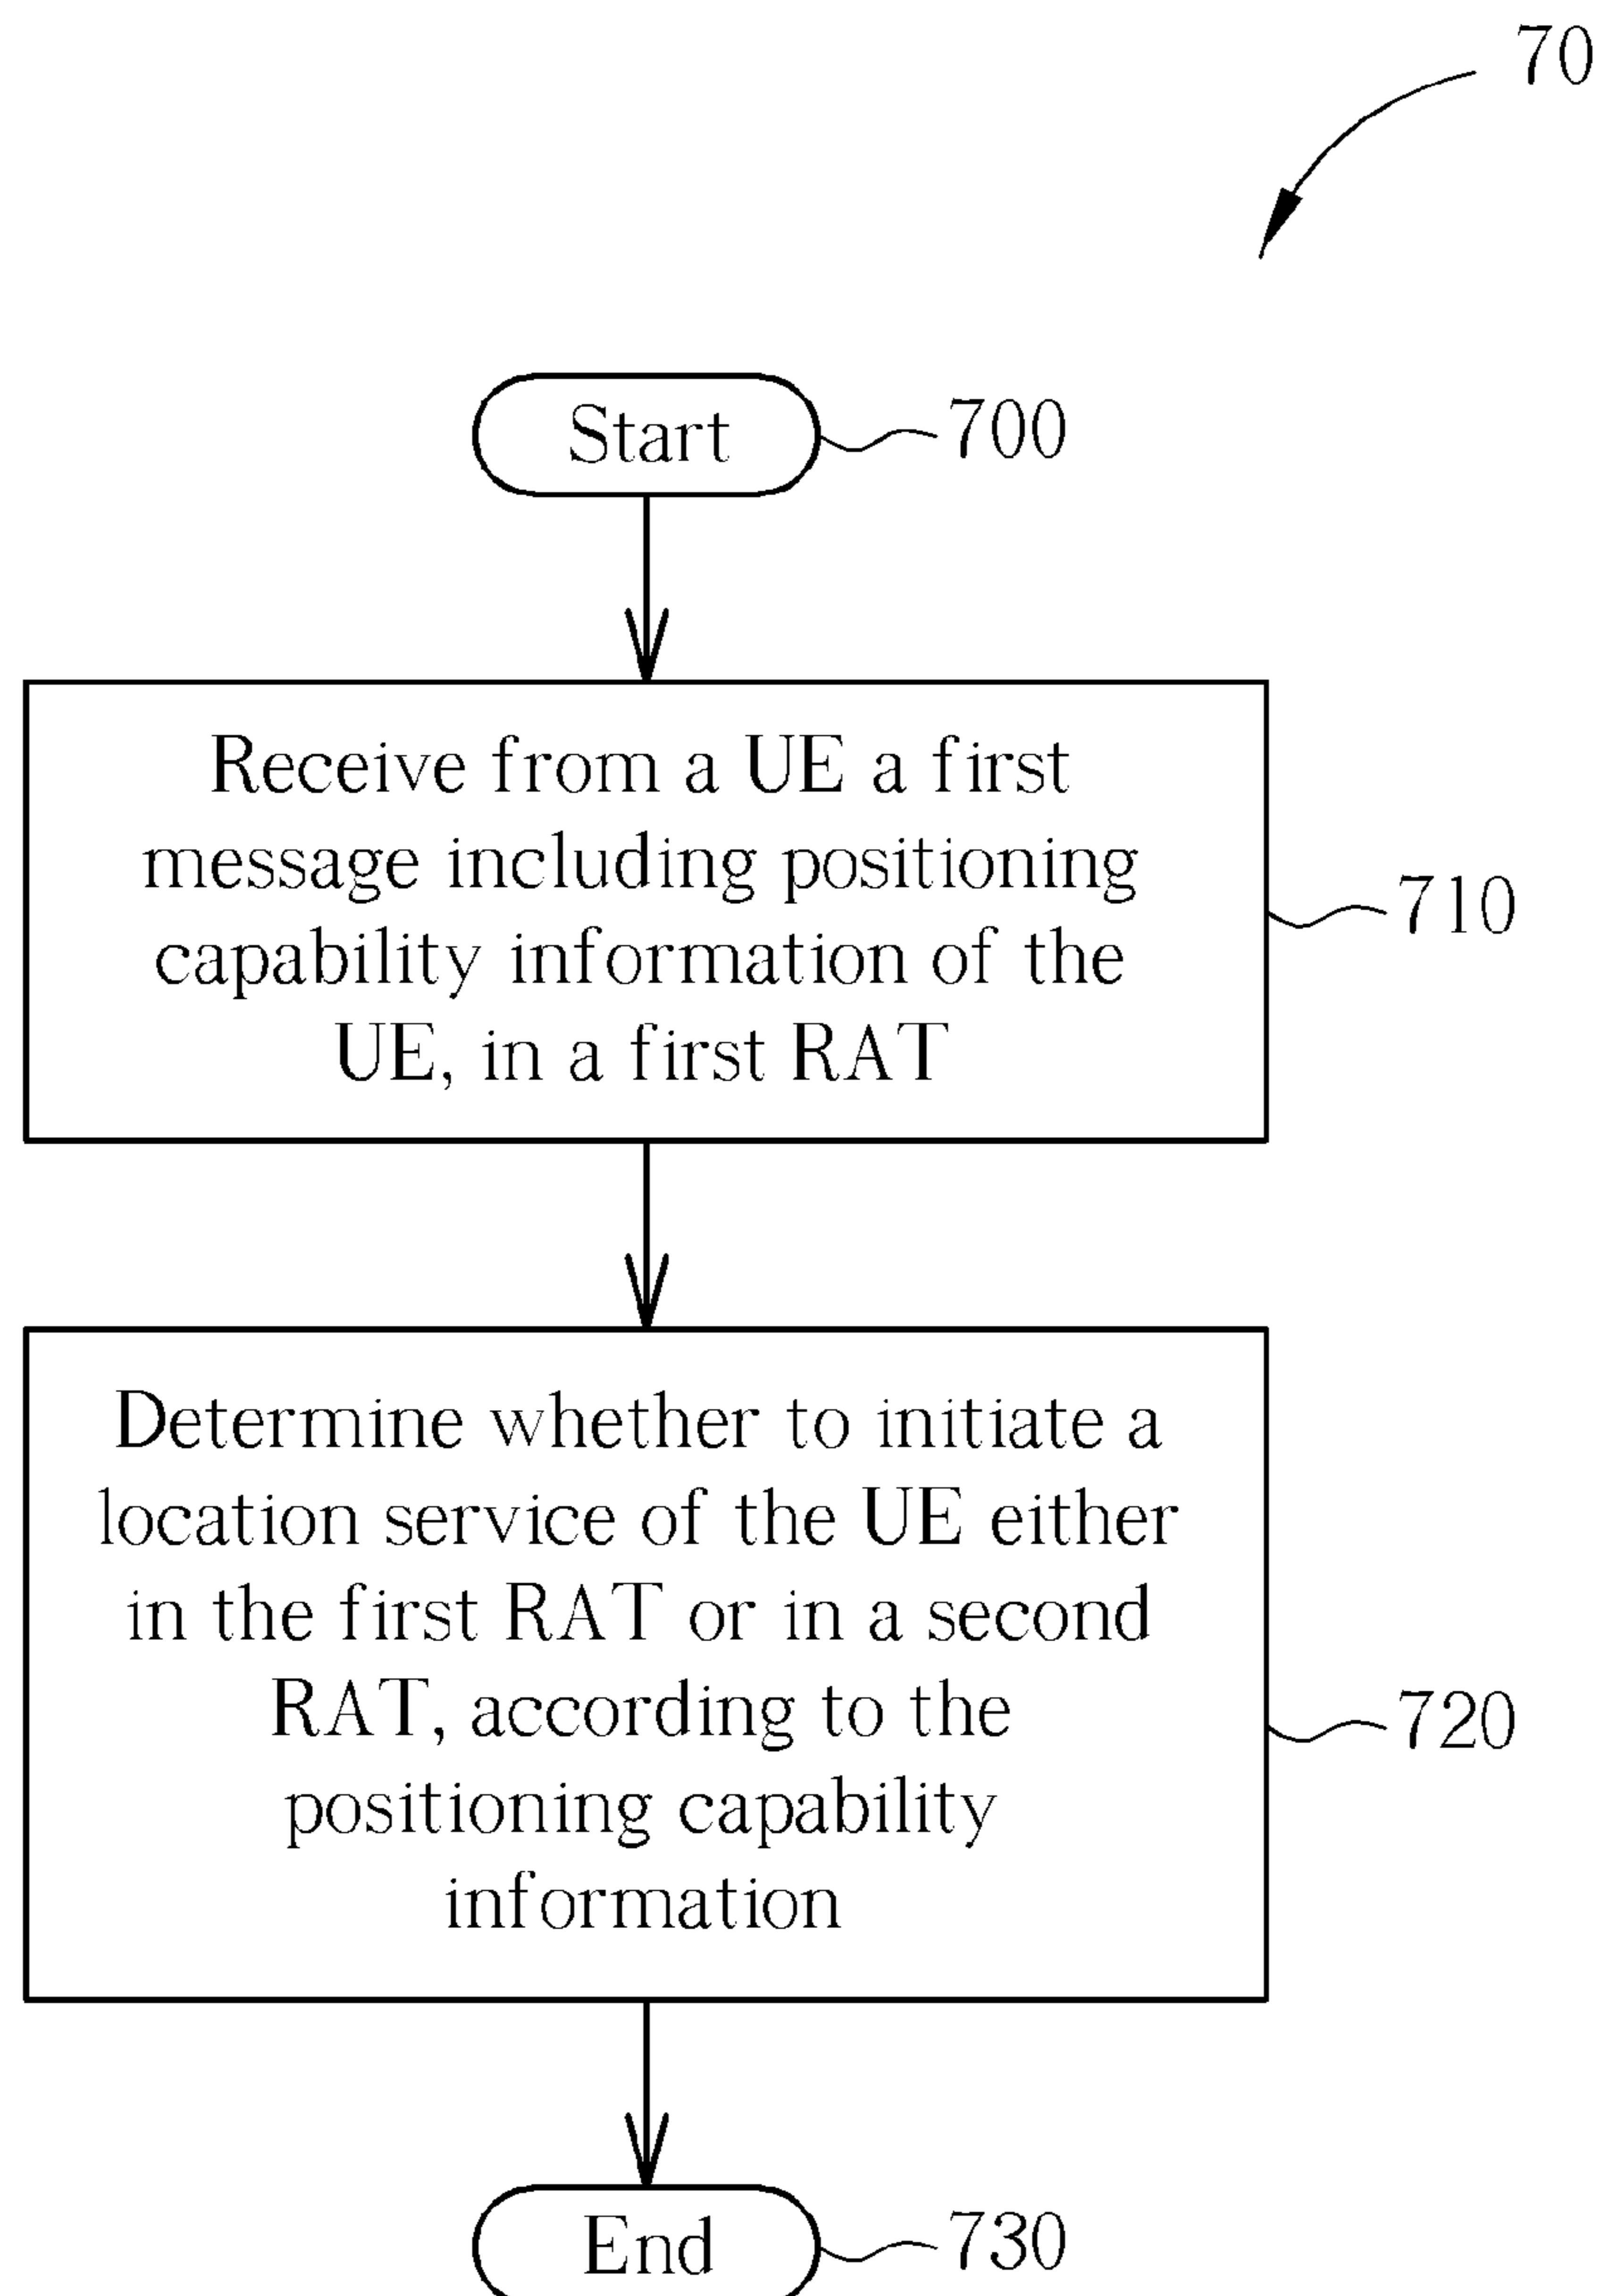 70
Start
700
Receive from a UE a first
message including positioning
capability information of the
UE, in a first RAT
710
Determine whether to initiate a
location service of the UE either
in the first RAT or in a second
RAT, according to the
positioning capability
information
720
End
730